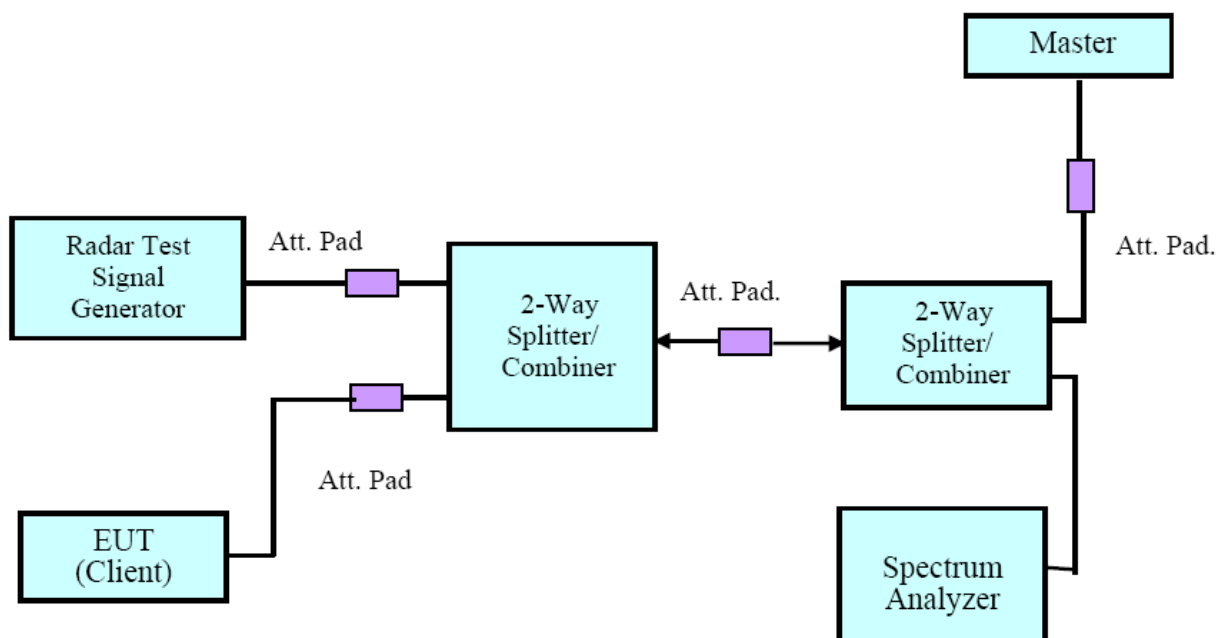 Master
Radar Test
Signal
Generator
Att. Pad
2-Way
Splitter/
Combiner
Att. Pad.
2-Way
Splitter/
Combiner
Att. Pad.
Att. Pad
EUT
(Client)
Spectrum
Analyzer